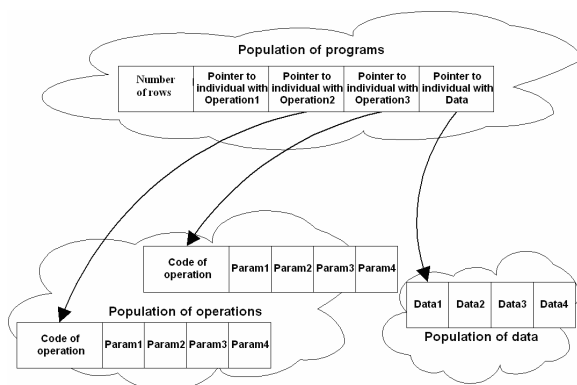 Population of programs
Number of rows
Pointer to individual with Operation1
Pointer to individual with Operation2
Pointer to individual with Operation3
Pointer to individual with Data
Code of operation
Param1
Param2
Param3
Param4
Population of operations
Code of operation
Param1
Param2
Param3
Param4
Data1
Data2
Data3
Data4
Population of data